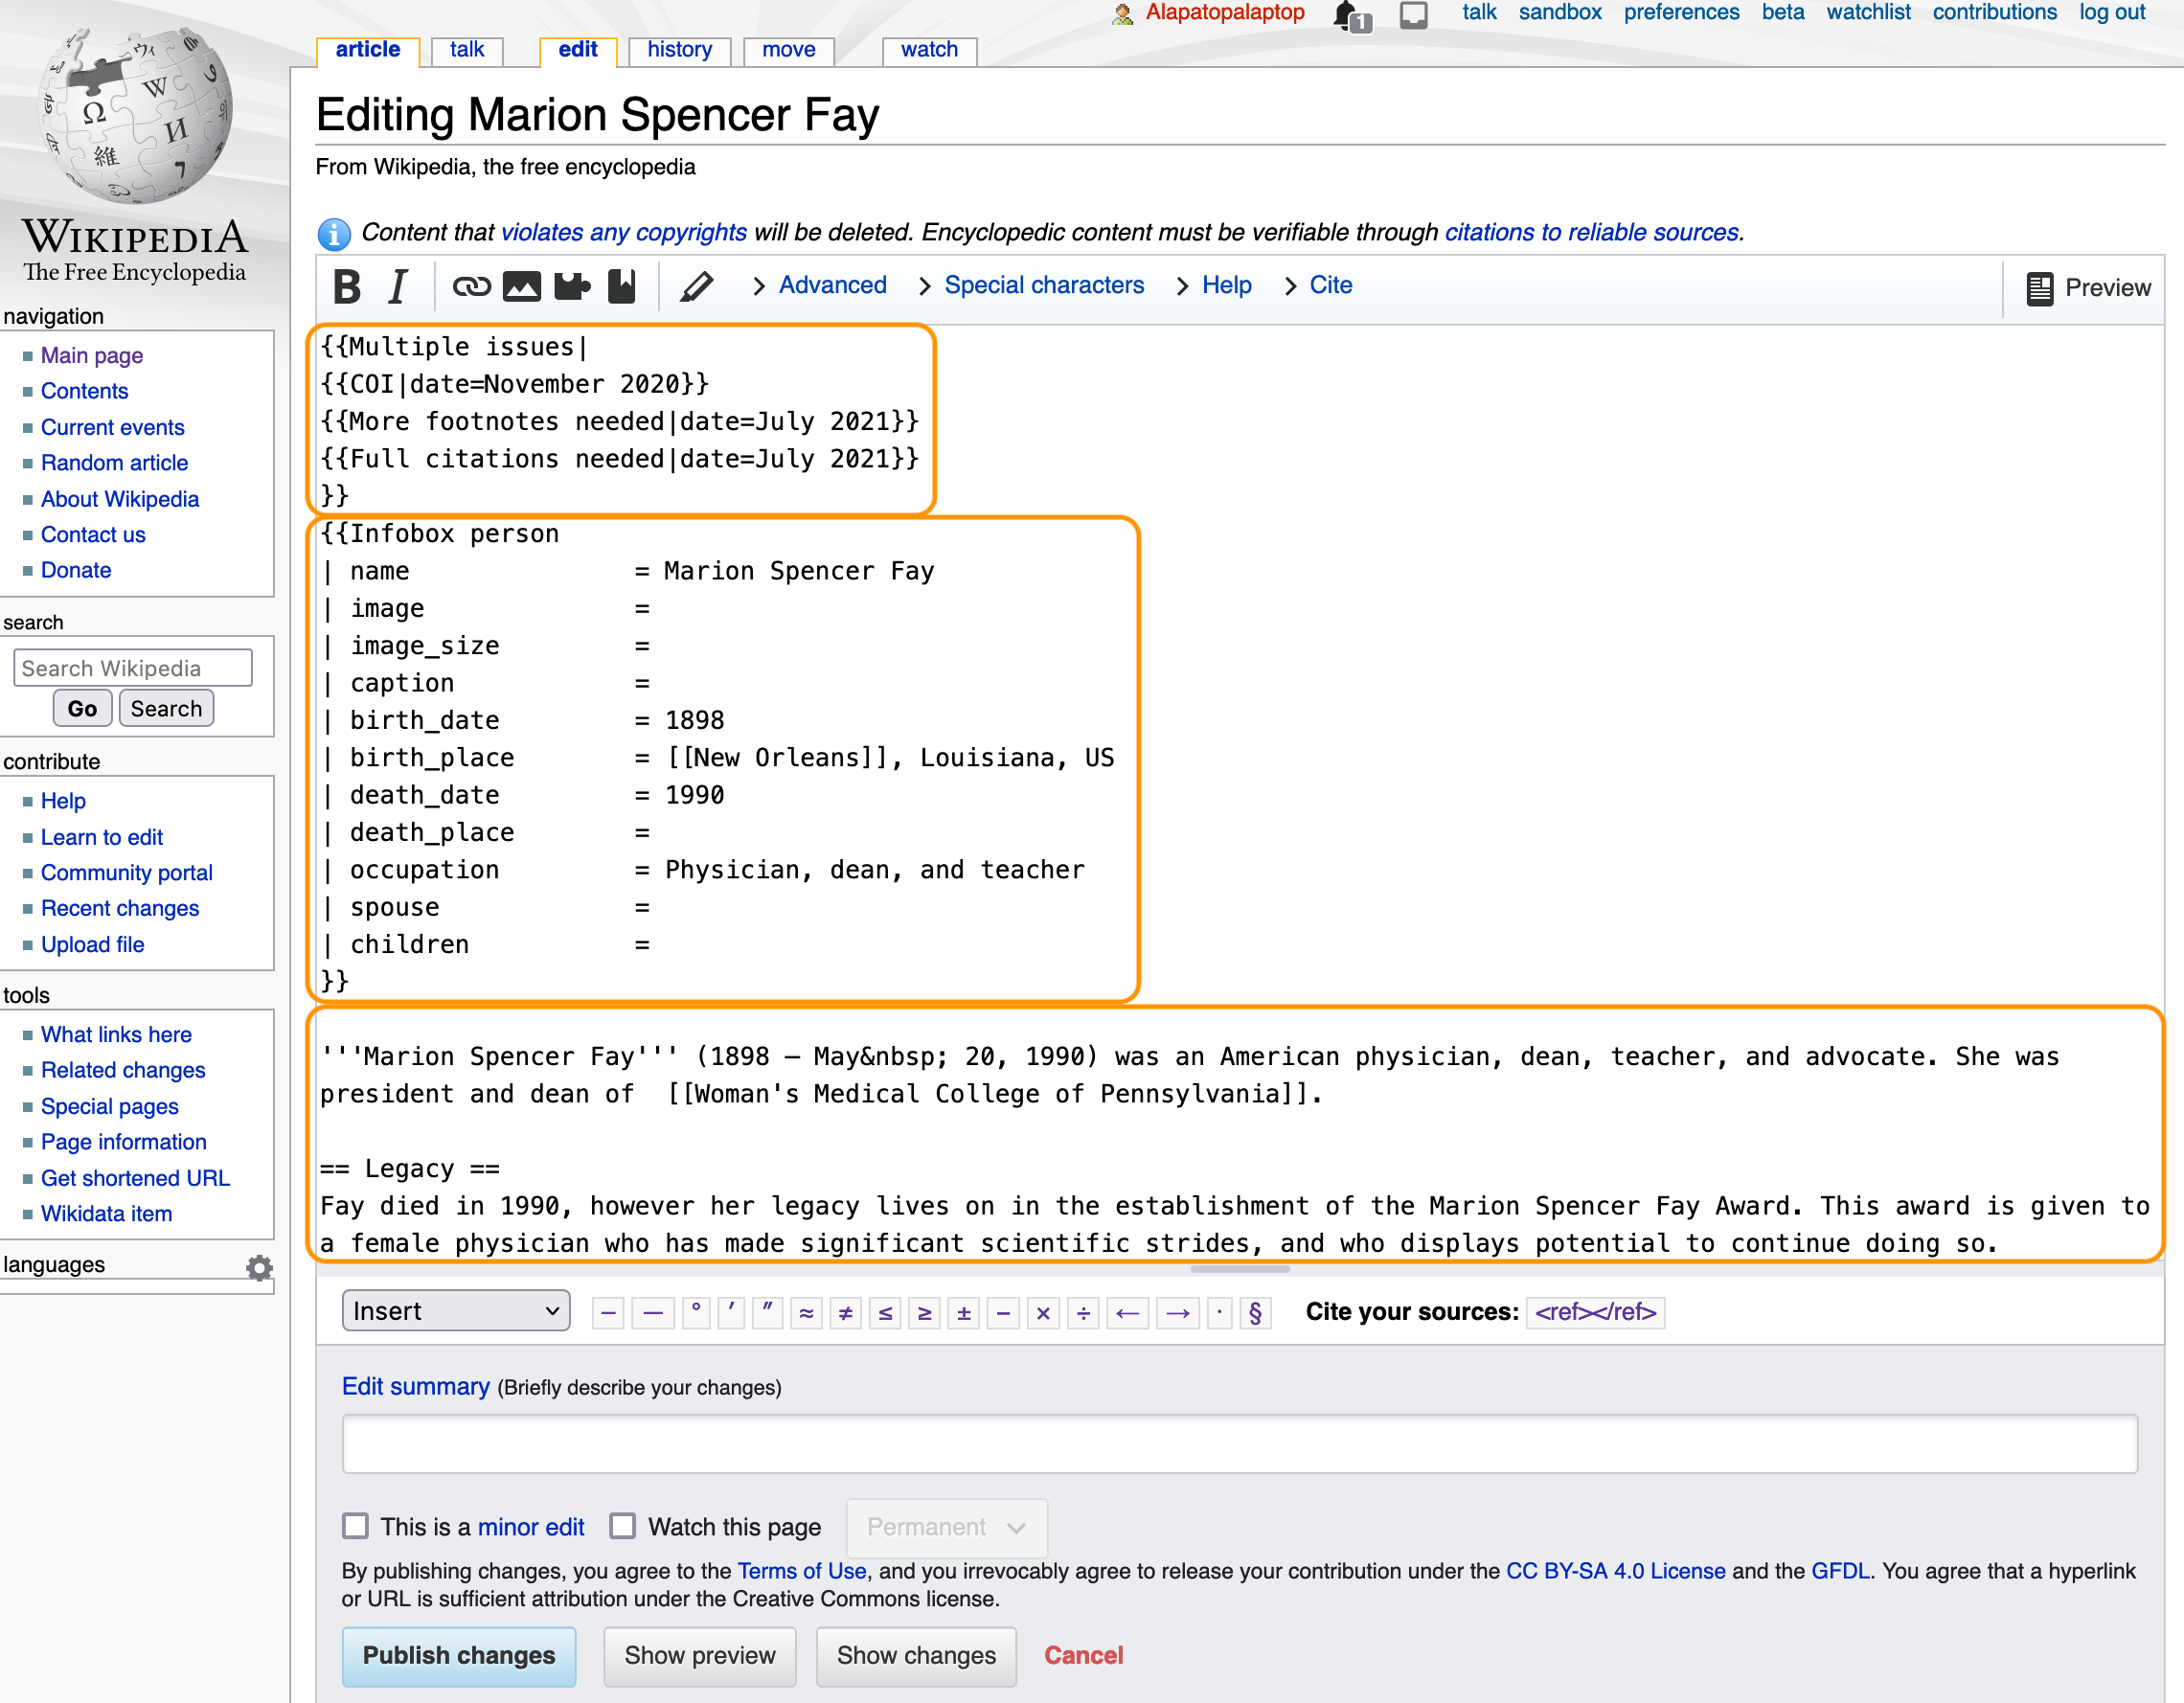 Alapatopalaptop 1 talk sandbox preferences beta watchlist contributions log out
article talk edit history move watch
Editing Marion Spencer Fay
From Wikipedia, the free encyclopedia
Content that violates any copyrights will be deleted. Encyclopedic content must be verifiable through citations to reliable sources.
B I Advanced Special characters Help Cite Preview
{{Multiple issues|
{{COI|date=November 2020}}
{{More footnotes needed|date=July 2021}}
{{Full citations needed|date=July 2021}}
}}
{{Infobox person
| name = Marion Spencer Fay
| image =
| image_size =
| caption =
| birth_date = 1898
| birth_place = [[New Orleans]], Louisiana, US
| death_date = 1990
| death_place =
| occupation = Physician, dean, and teacher
| spouse =
| children =
}}
'''Marion Spencer Fay''' (1898 – May&nbsp; 20, 1990) was an American physician, dean, teacher, and advocate. She was
president and dean of  [[Woman's Medical College of Pennsylvania]].
== Legacy ==
Fay died in 1990, however her legacy lives on in the establishment of the Marion Spencer Fay Award. This award is given to
a female physician who has made significant scientific strides, and who displays potential to continue doing so.
Insert – — ° ′ ″ ≈ ≠ ≤ ≥ ± − × ÷ ← → · § Cite your sources: <ref></ref>
Edit summary (Briefly describe your changes)
This is a minor edit Watch this page Permanent
By publishing changes, you agree to the Terms of Use, and you irrevocably agree to release your contribution under the CC BY-SA 4.0 License and the GFDL. You agree that a hyperlink
or URL is sufficient attribution under the Creative Commons license.
Publish changes Show preview Show changes Cancel
Ω W И 維 7
WIKIPEDIA
The Free Encyclopedia
navigation
Main page
Contents
Current events
Random article
About Wikipedia
Contact us
Donate
search
Search Wikipedia
Go Search
contribute
Help
Learn to edit
Community portal
Recent changes
Upload file
tools
What links here
Related changes
Special pages
Page information
Get shortened URL
Wikidata item
languages